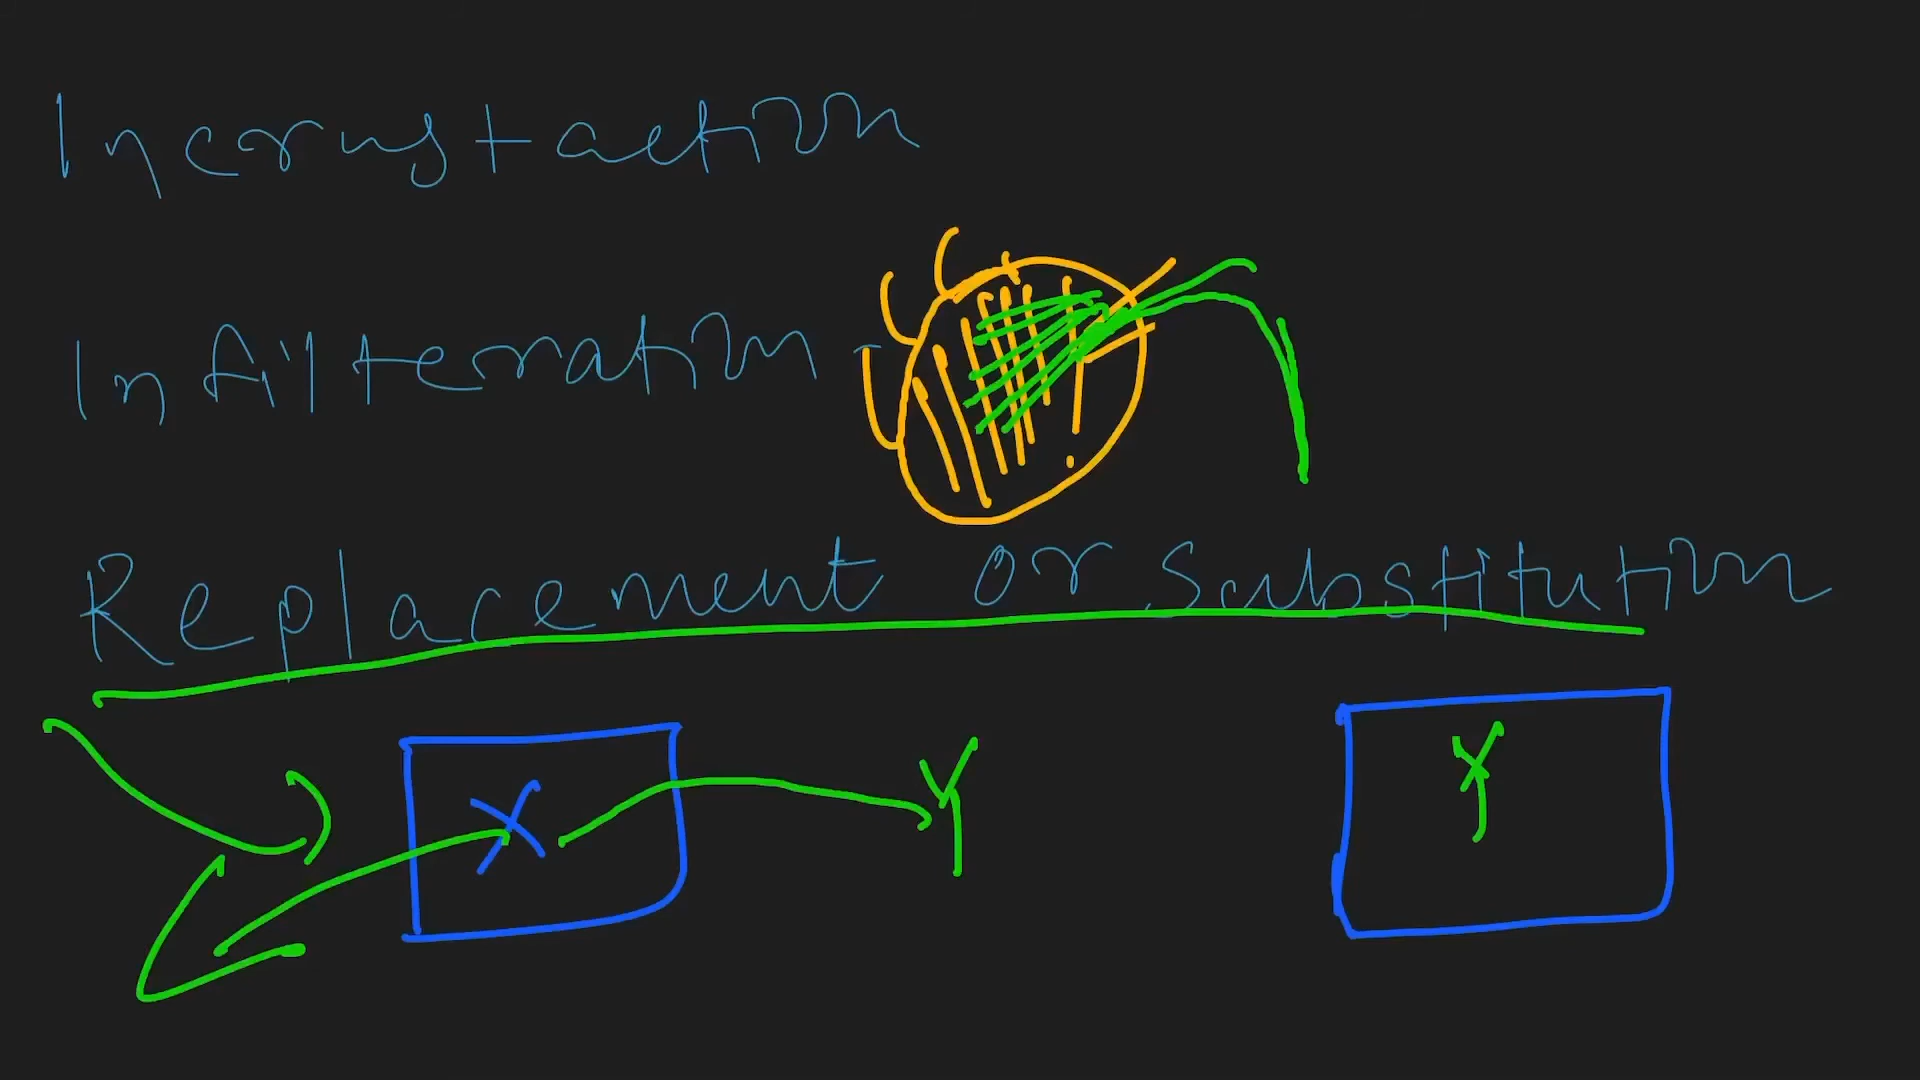 Incrustaction
Infilteration
Replacement or Substitution
X Y Y